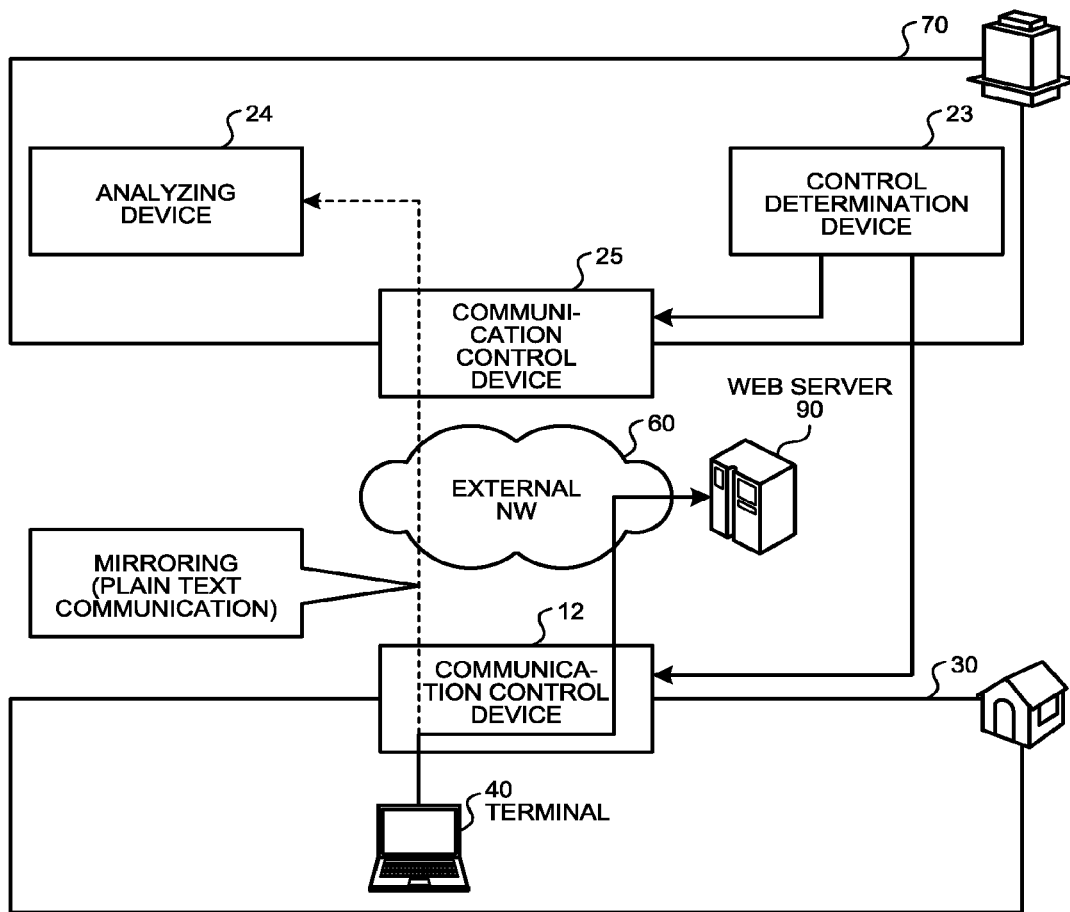 70
24
23
ANALYZING
DEVICE
CONTROL
DETERMINATION
DEVICE
25
COMMUNI-
CATION
CONTROL
DEVICE
WEB SERVER
90
60
EXTERNAL
NW
MIRRORING
(PLAIN TEXT
COMMUNICATION)
12
COMMUNICA-
TION CONTROL
DEVICE
30
40
TERMINAL